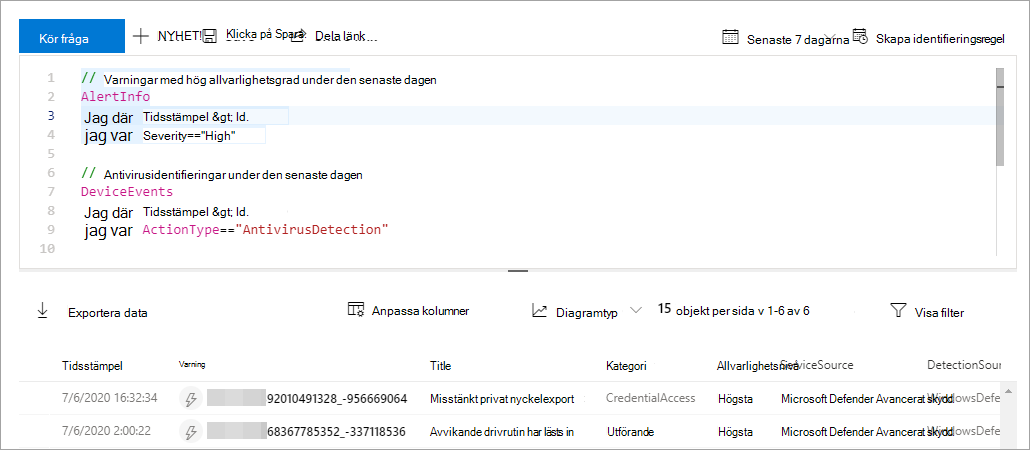 Kör fråga NYHET! Klicka på Spara. Dela länk... Senaste 7 dagarna Skapa identifieringsregel
1 // Varningar med hög allvarlighetsgrad under den senaste dagen
2 AlertInfo
3 Jag där Tidsstämpel &gt; Id.
4 jag var Severity=="High"
5
6 // Antivirusidentifieringar under den senaste dagen
7 DeviceEvents
8 Jag där Tidsstämpel &gt; Id.
9 jag var ActionType=="AntivirusDetection"
10
Exportera data Anpassa kolumner Diagramtyp 15 objekt per sida v 1-6 av 6 Visa filter
Tidsstämpel Varning Title Kategori Allvarlighetsnivå ServiceSource DetectionSour
7/6/2020 16:32:34 92010491328_-956669064 Misstänkt privat nyckelexport CredentialAccess Högsta Microsoft Defender Avancerat skydd WindowsDefe
7/6/2020 2:00:22 68367785352_-337118536 Avvikande drivrutin har lästs in Utförande Högsta Microsoft Defender Avancerat skydd WindowsDefe